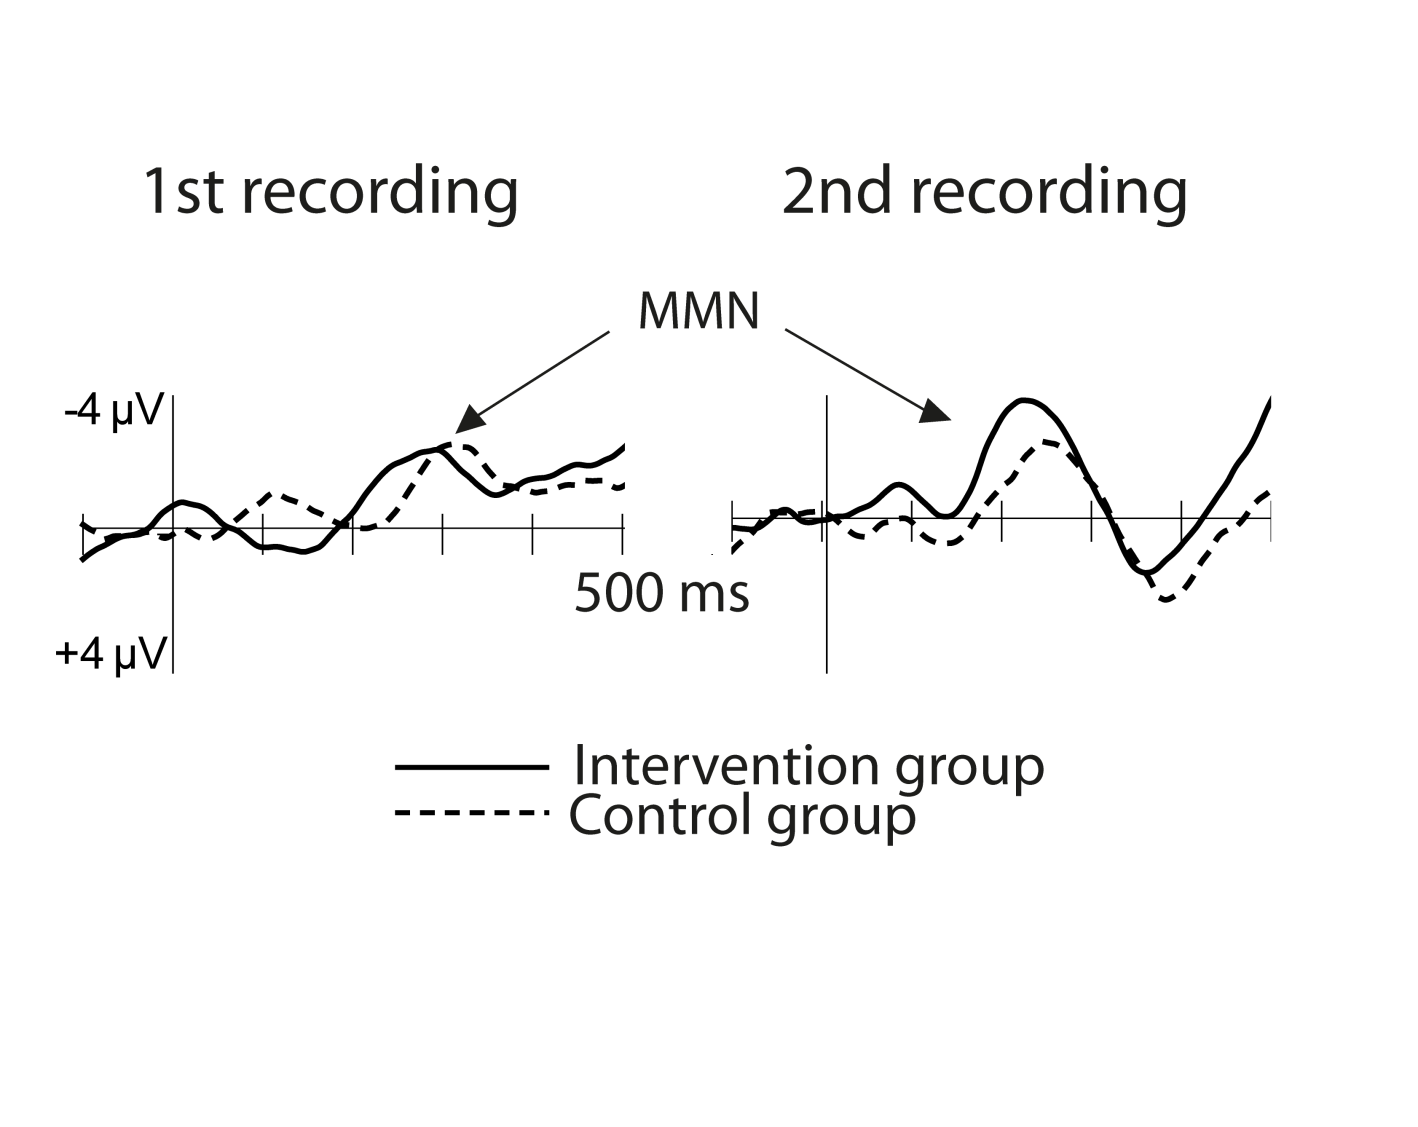 1st recording
2nd recording
MMN
-4 µV
+4 µV
500 ms
Intervention group
Control group